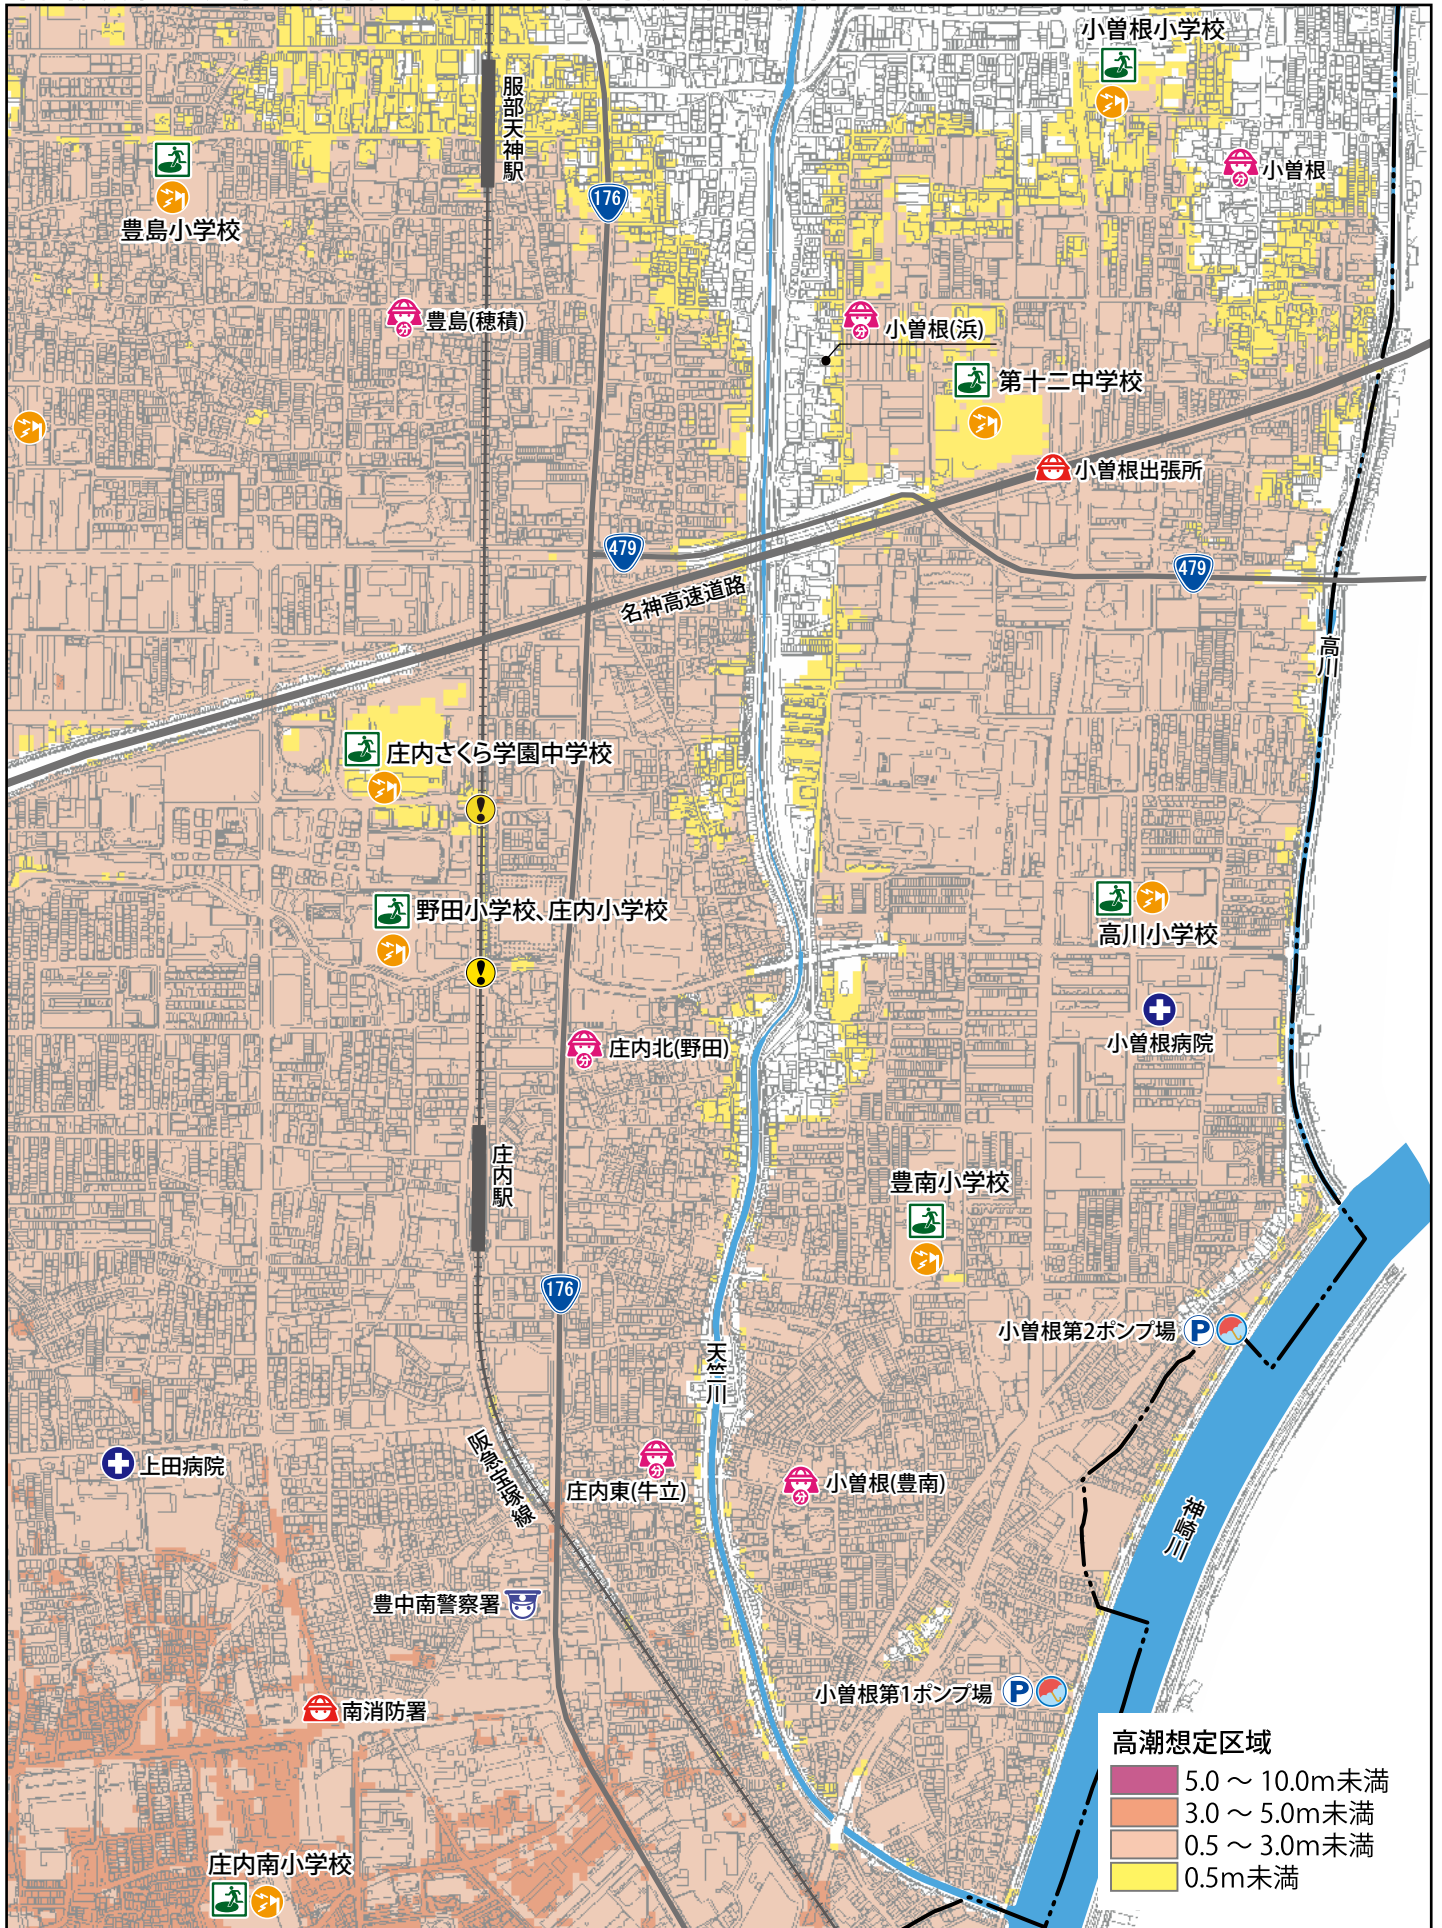 小曽根小学校
服部天神駅
小曽根
176
豊島小学校
豊島(穂積)
分
小曽根(浜)
第十二中学校
小曽根出張所
479
479
名神高速道路
高川
庄内さくら学園中学校
野田小学校、庄内小学校
高川小学校
小曽根病院
庄内北(野田)
庄内駅
豊南小学校
176
小曽根第2ポンプ場
P
天竺川
阪急宝塚線
上田病院
庄内東(牛立)
小曽根(豊南)
神崎川
豊中南警察署
小曽根第1ポンプ場
P
南消防署
庄内南小学校
高潮想定区域
5.0 ～ 10.0m未満
3.0 ～ 5.0m未満
0.5 ～ 3.0m未満
0.5m未満